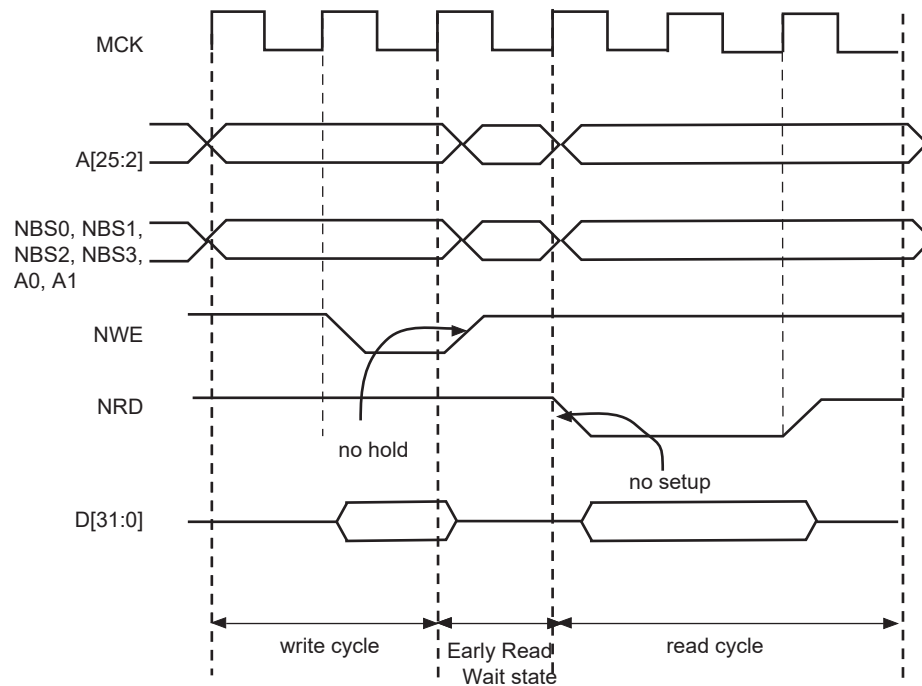 MCK
A[25:2]
NBS0, NBS1,
NBS2, NBS3,
A0, A1
NWE
NRD
no hold
no setup
D[31:0]
write cycle
Early Read
Wait state
read cycle